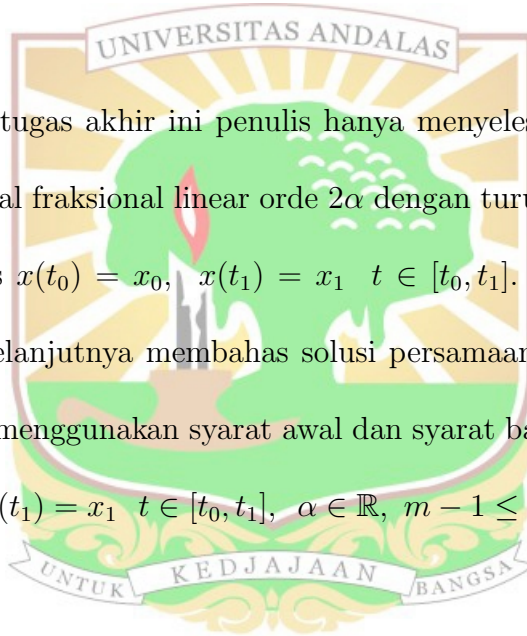 UNIVERSITAS ANDALAS
tugas akhir ini penulis hanya menyeles
al fraksional linear orde 2α dengan turu
s x(t₀) = x₀, x(t₁) = x₁ t ∈ [t₀, t₁].
elanjutnya membahas solusi persamaan
menggunakan syarat awal dan syarat ba
(t₁) = x₁ t ∈ [t₀, t₁], α ∈ ℝ, m − 1 ≤
UNTUK KEDJAJAAN BANGSA